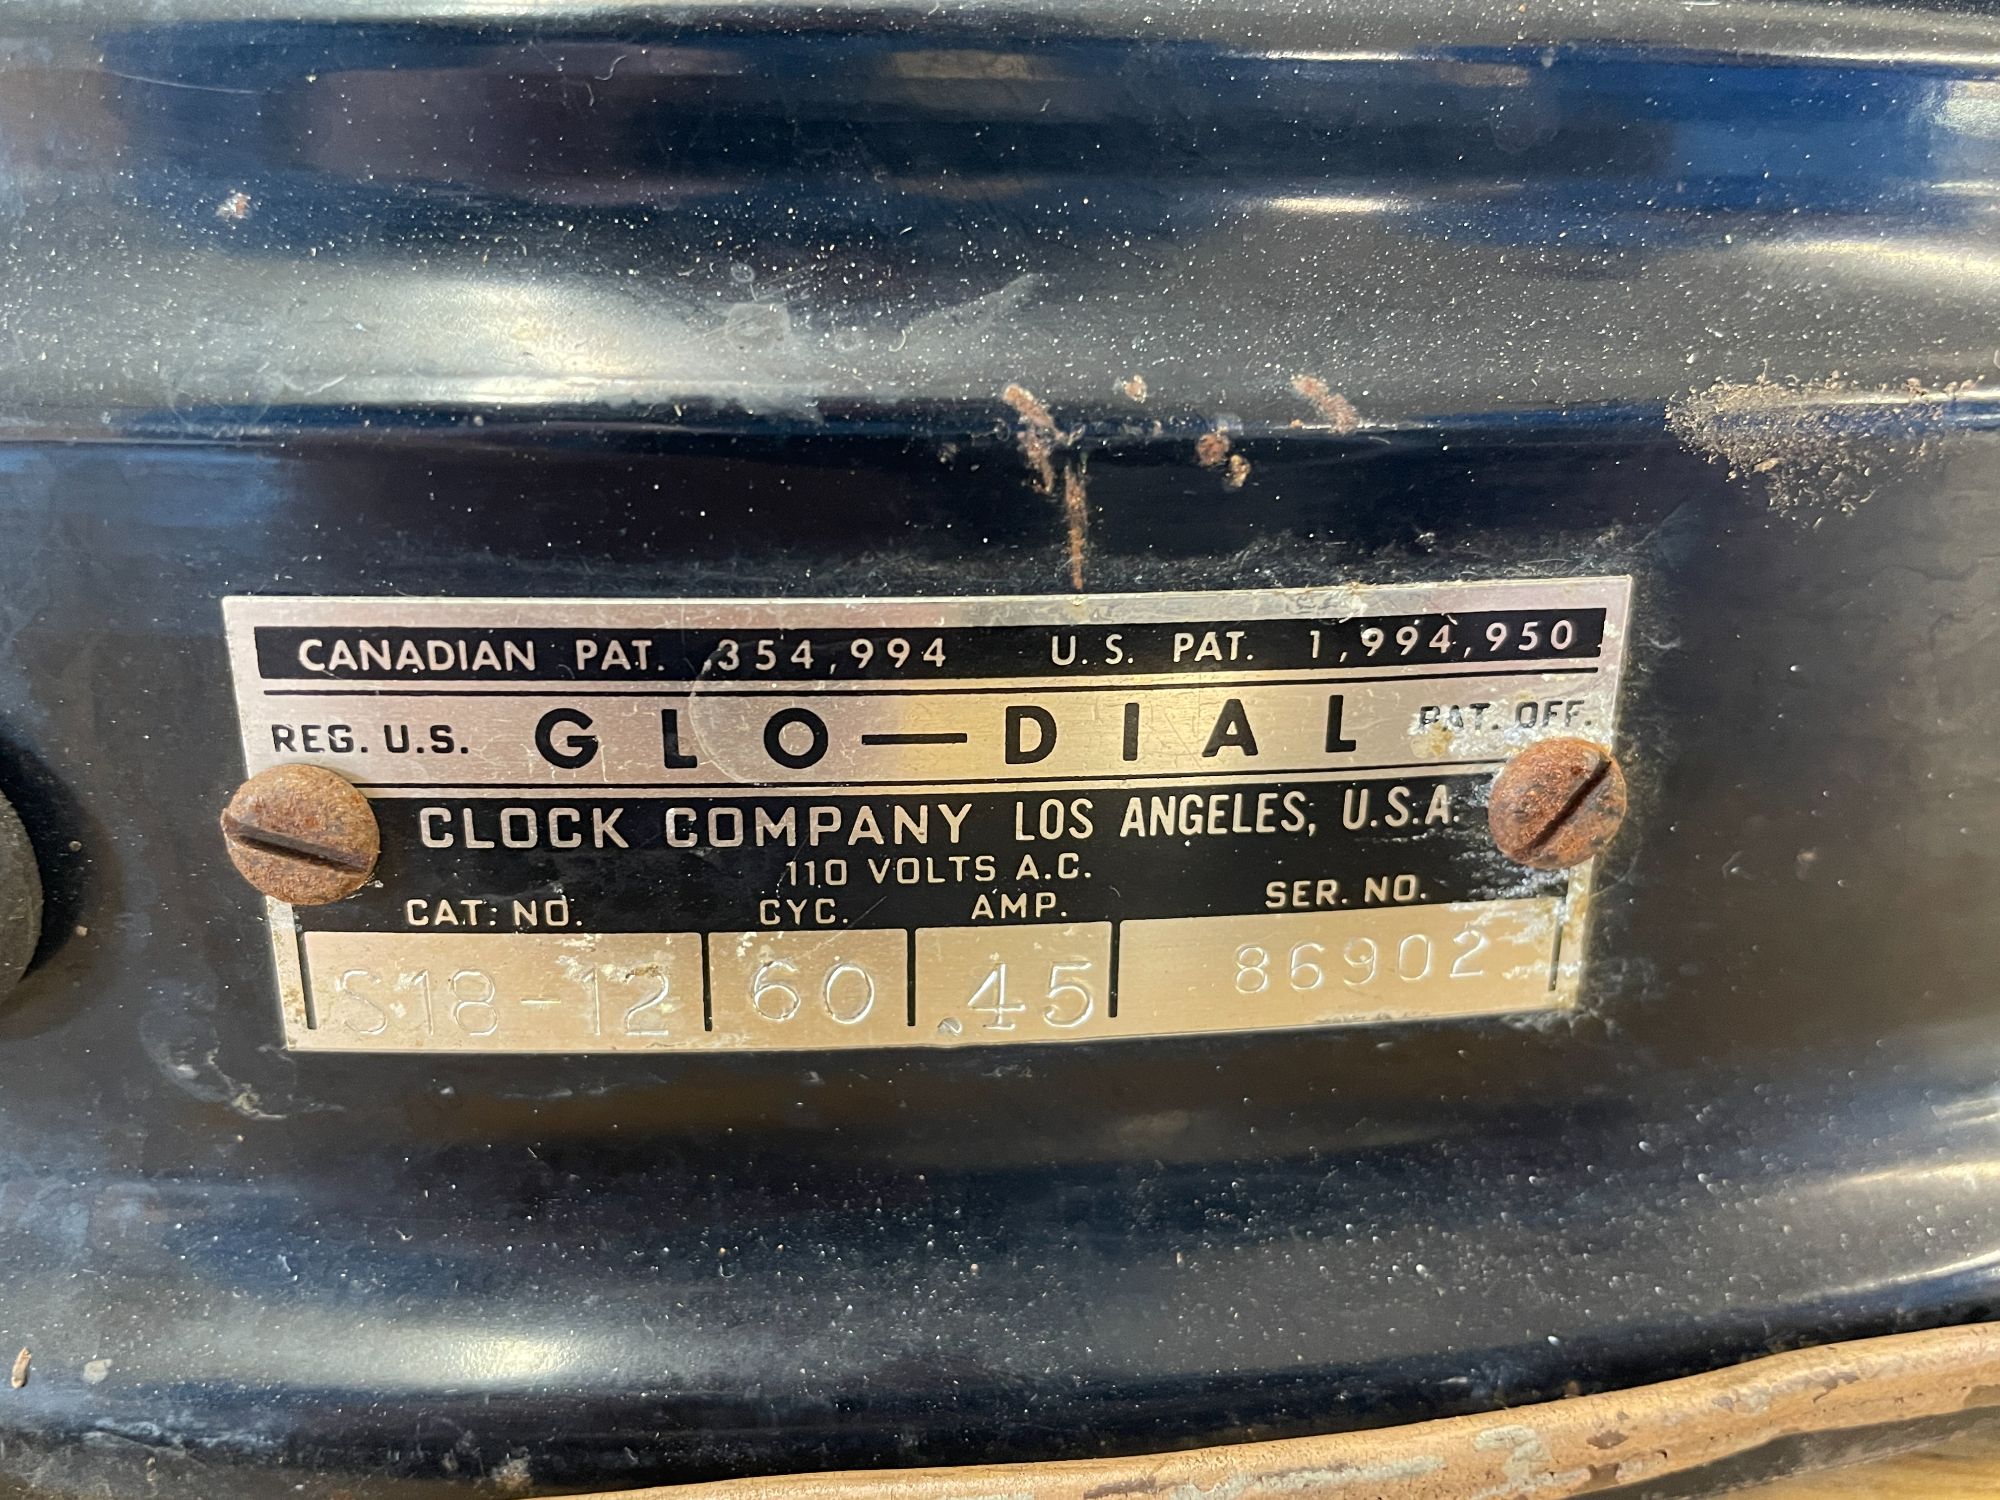 CANADIAN PAT. 354,994 U.S. PAT. 1,994,950
REG. U.S. GLO-DIAL PAT. OFF.
CLOCK COMPANY LOS ANGELES, U.S.A.
110 VOLTS A.C.
CAT. NO. CYC. AMP. SER. NO.
S18-12 60 .45 86902